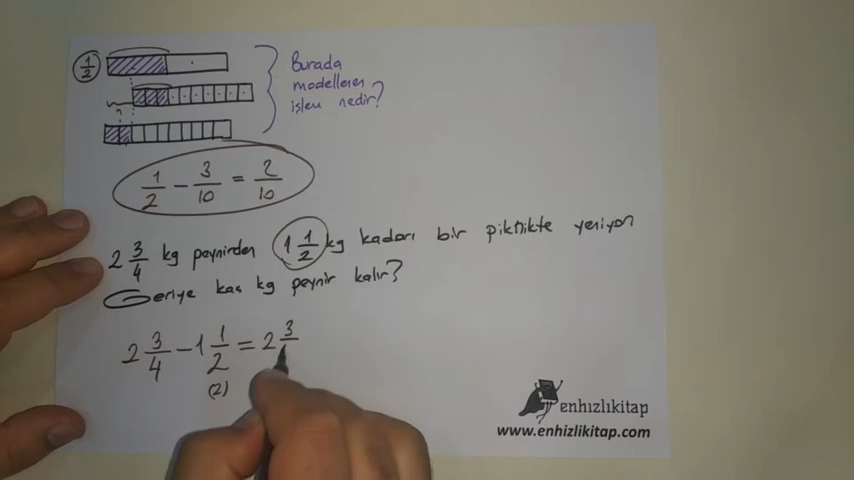 1/2
Burada
modellenen
işlem nedir?
1/2 - 3/10 = 2/10
2 3/4 kg peynirden 1 1/2 kg kadarı bir piknikte yeniyor
Geriye kaç kg peynir kalır?
2 3/4 - 1 1/2 = 2 3/
(2)
enhızlıkitap
www.enhizlikitap.com